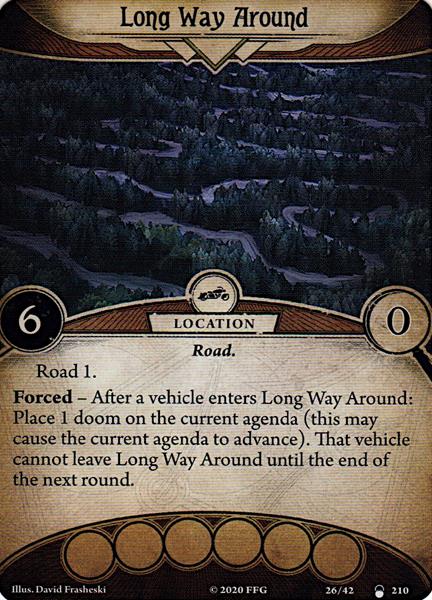 Long Way Around
6
LOCATION
0
Road.
Road 1.
Forced – After a vehicle enters Long Way Around:
Place 1 doom on the current agenda (this may
cause the current agenda to advance). That vehicle
cannot leave Long Way Around until the end of
the next round.
Illus. David Frasheski
© 2020 FFG
26/42
210